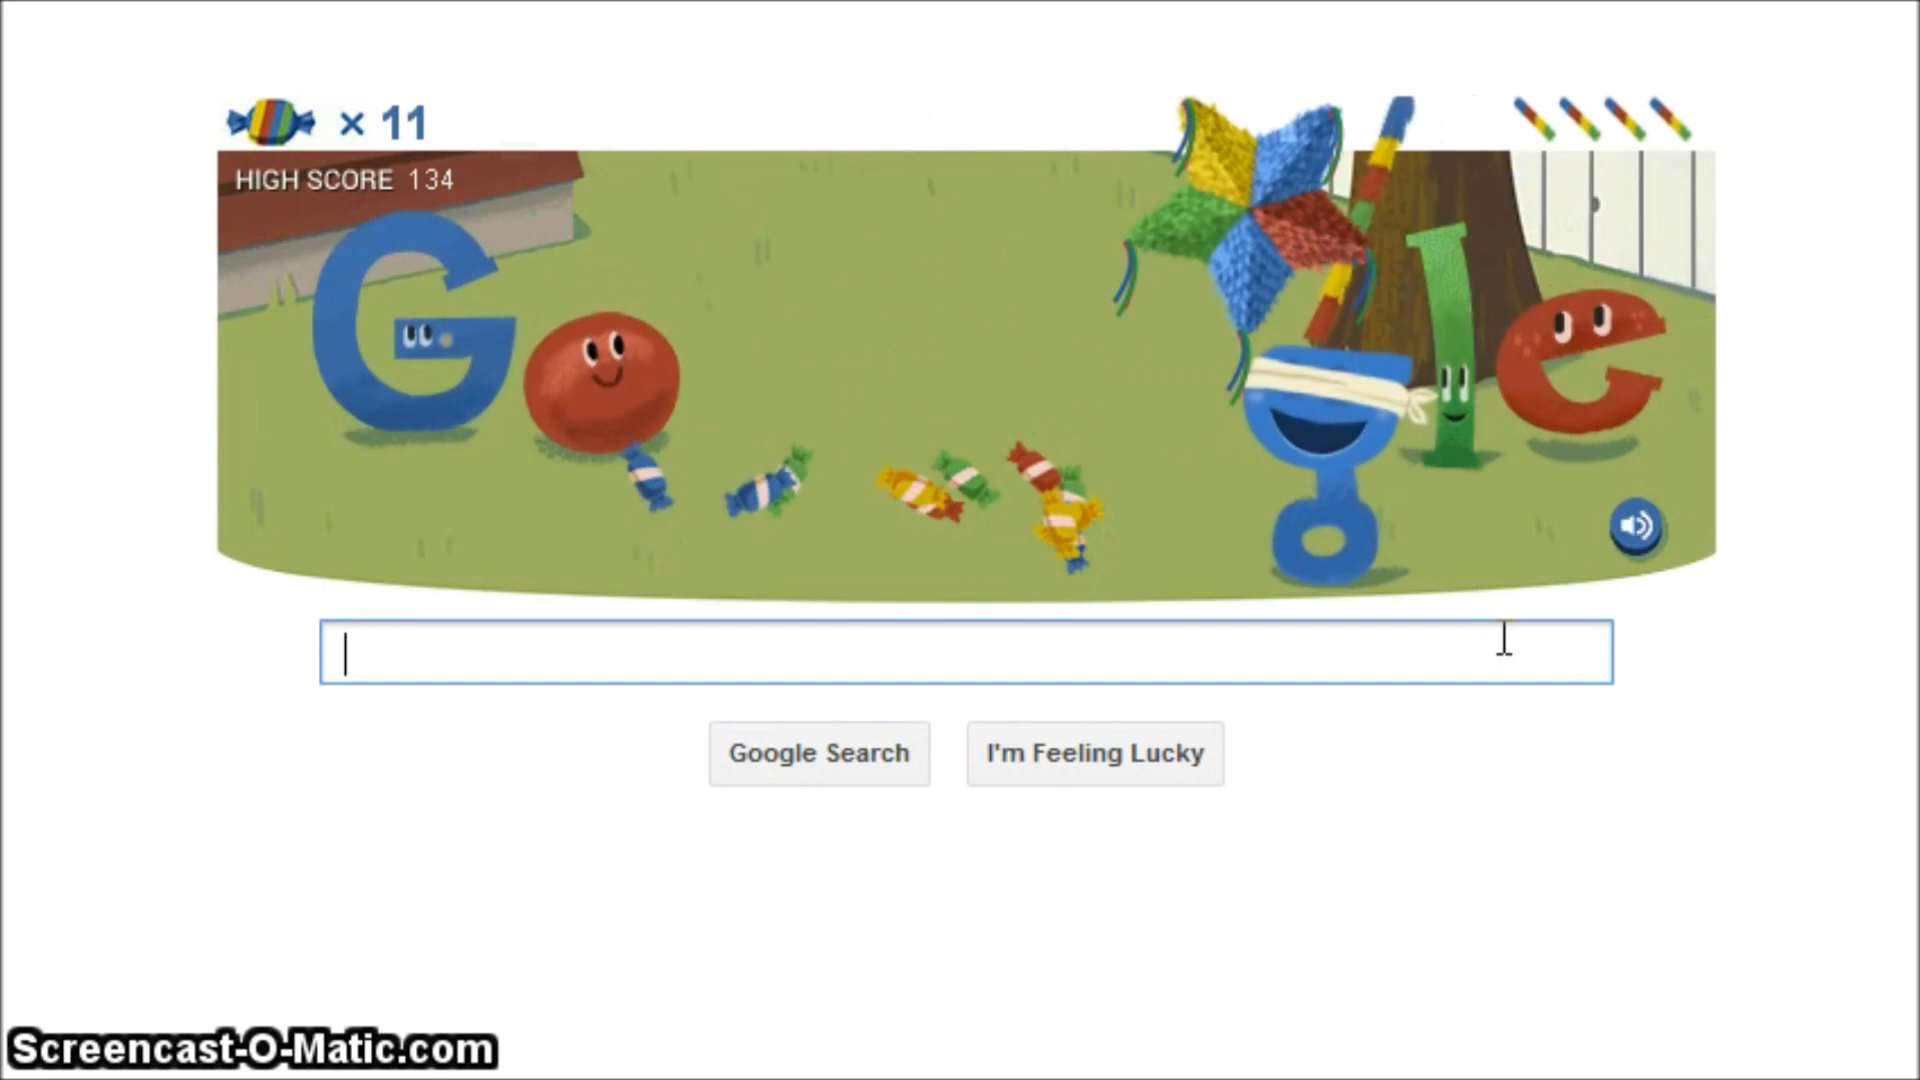 × 11
HIGH SCORE 134
G o g l e
Google Search
I'm Feeling Lucky
Screencast-O-Matic.com